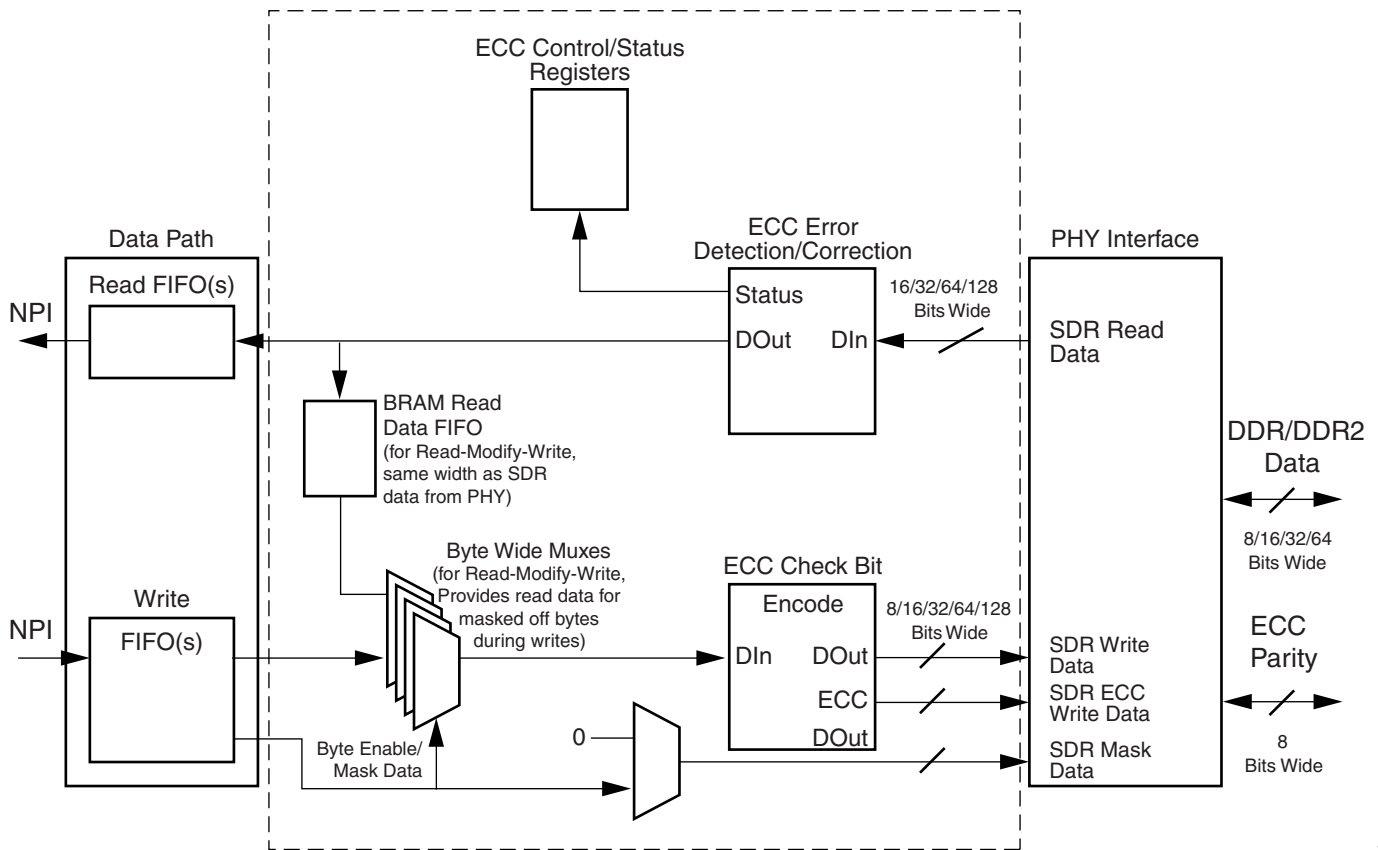 ECC Control/Status
Registers
ECC Error
Detection/Correction
Data Path
PHY Interface
Read FIFO(s)
Status
16/32/64/128
Bits Wide
NPI
DOut
DIn
SDR Read
Data
BRAM Read
Data FIFO
(for Read-Modify-Write,
same width as SDR
data from PHY)
DDR/DDR2
Data
8/16/32/64
Bits Wide
Byte Wide Muxes
(for Read-Modify-Write,
Provides read data for
masked off bytes
during writes)
ECC Check Bit
Encode
8/16/32/64/128
Bits Wide
Write
FIFO(s)
NPI
DIn
DOut
ECC
DOut
SDR Write
Data
SDR ECC
Write Data
SDR Mask
Data
ECC
Parity
8
Bits Wide
0
Byte Enable/
Mask Data